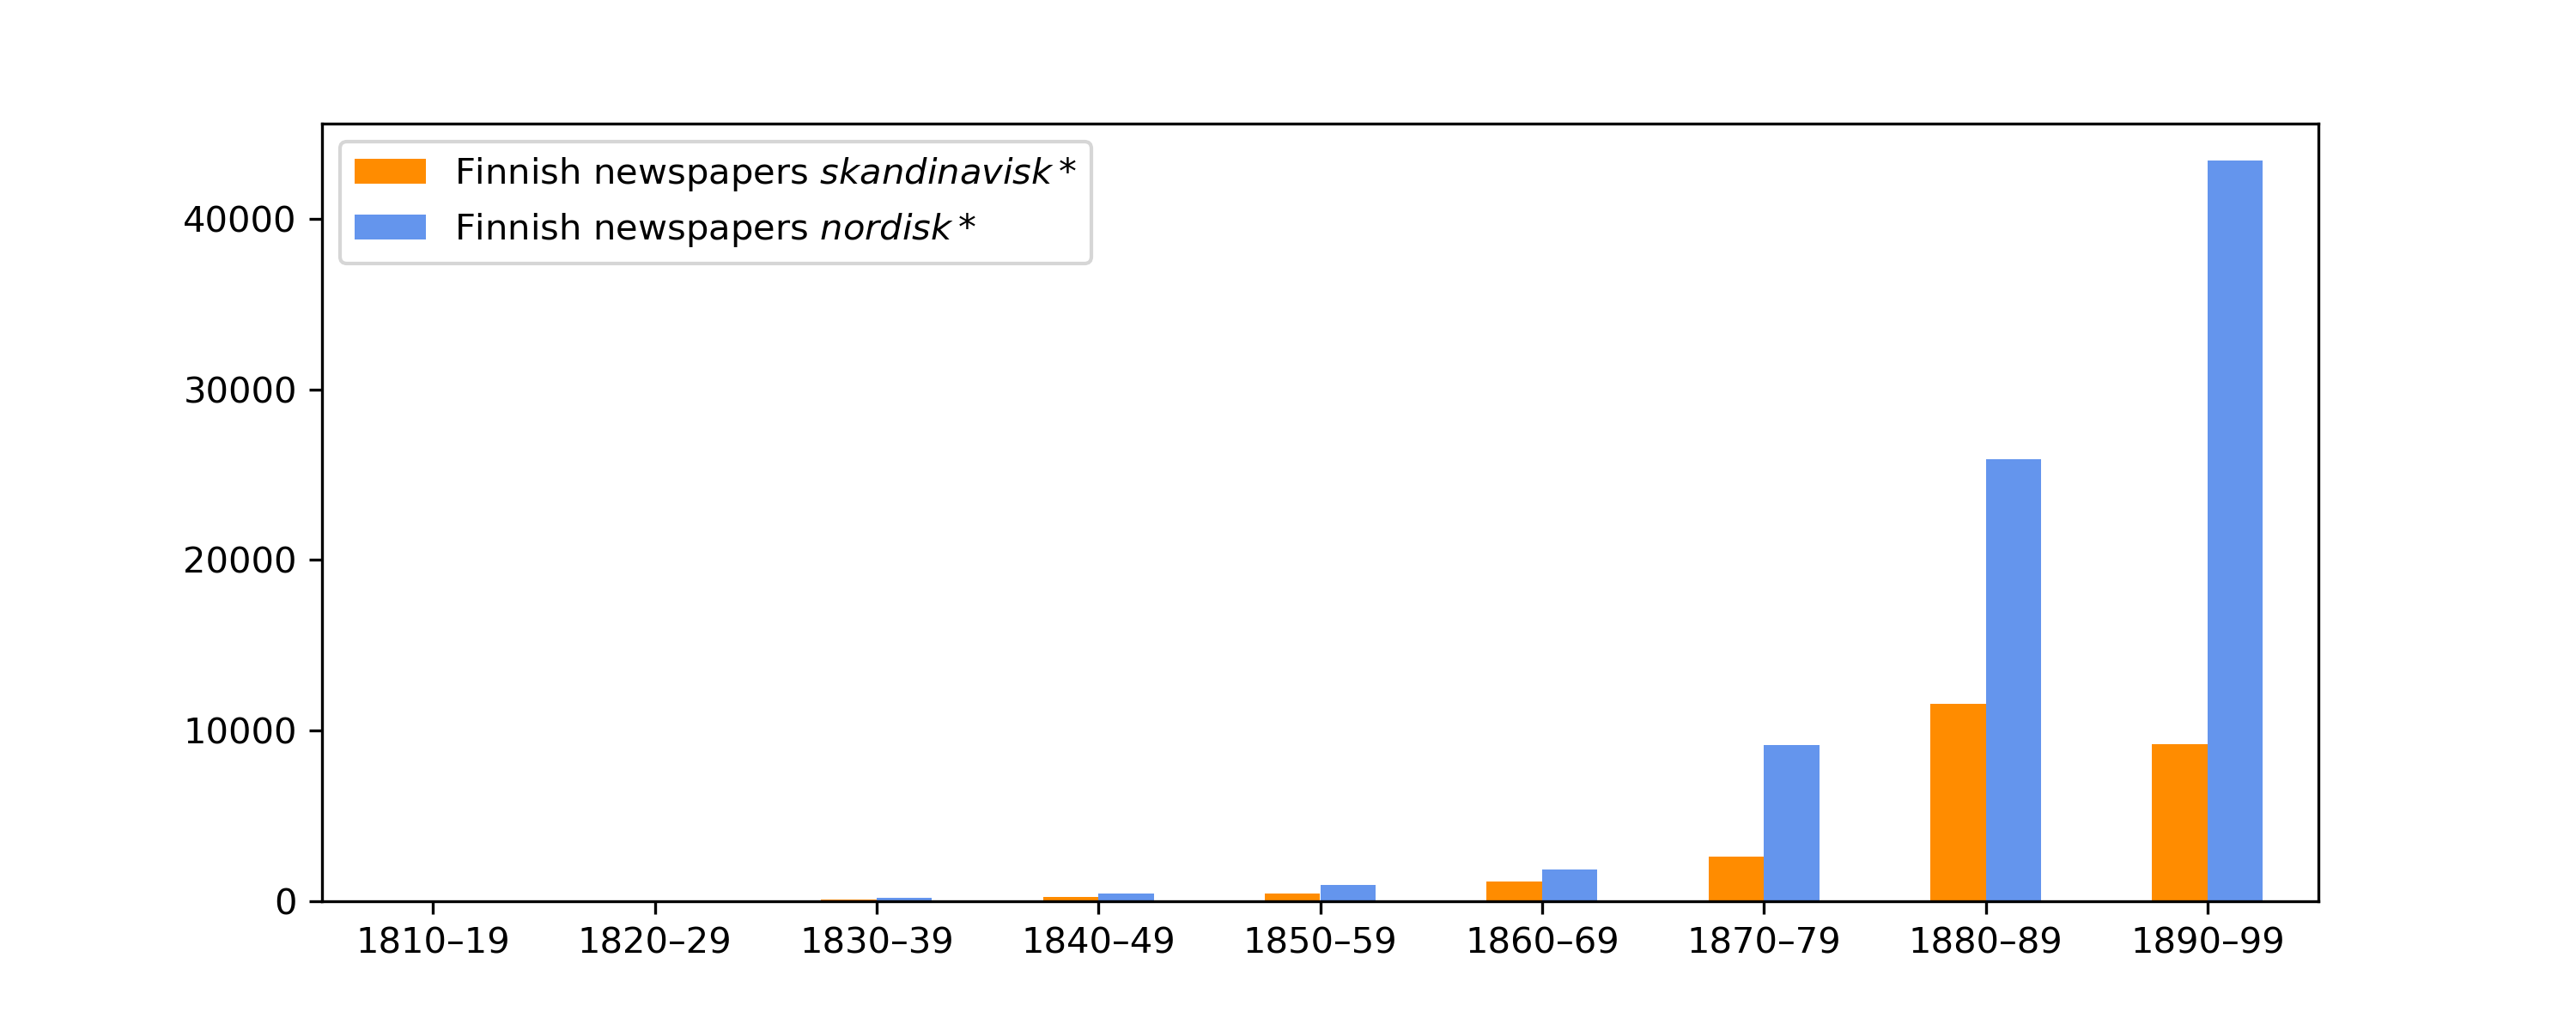 Finnish newspapers skandinavisk*
Finnish newspapers nordisk*
40000
30000
20000
10000
0
1810–19 1820–29 1830–39 1840–49 1850–59 1860–69 1870–79 1880–89 1890–99